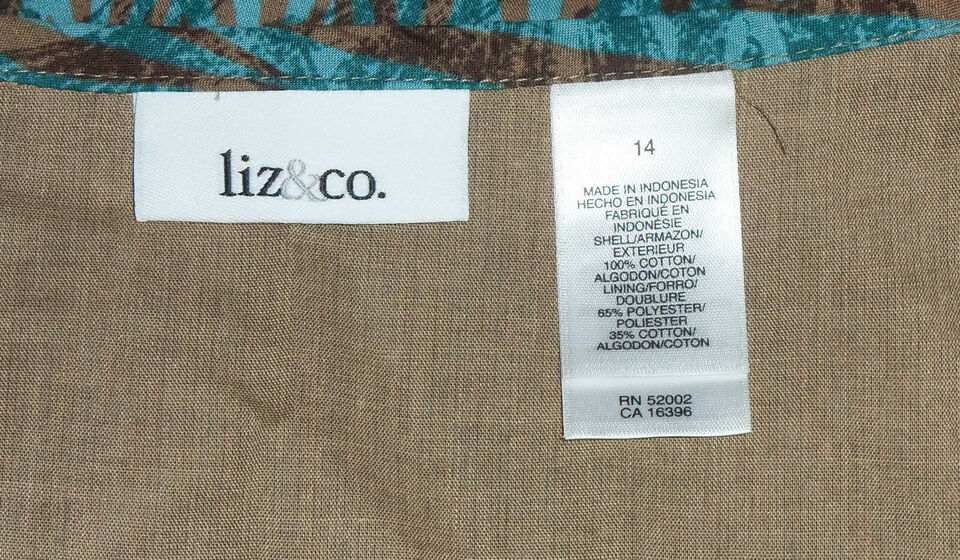 liz&co.
14
MADE IN INDONESIA
HECHO EN INDONESIA
FABRIQUÉ EN
INDONÉSIE
SHELL/ARMAZON/
EXTERIEUR
100% COTTON/
ALGODON/COTON
LINING/FORRO/
DOUBLURE
65% POLYESTER/
POLIESTER
35% COTTON/
ALGODON/COTON
RN 52002
CA 16396